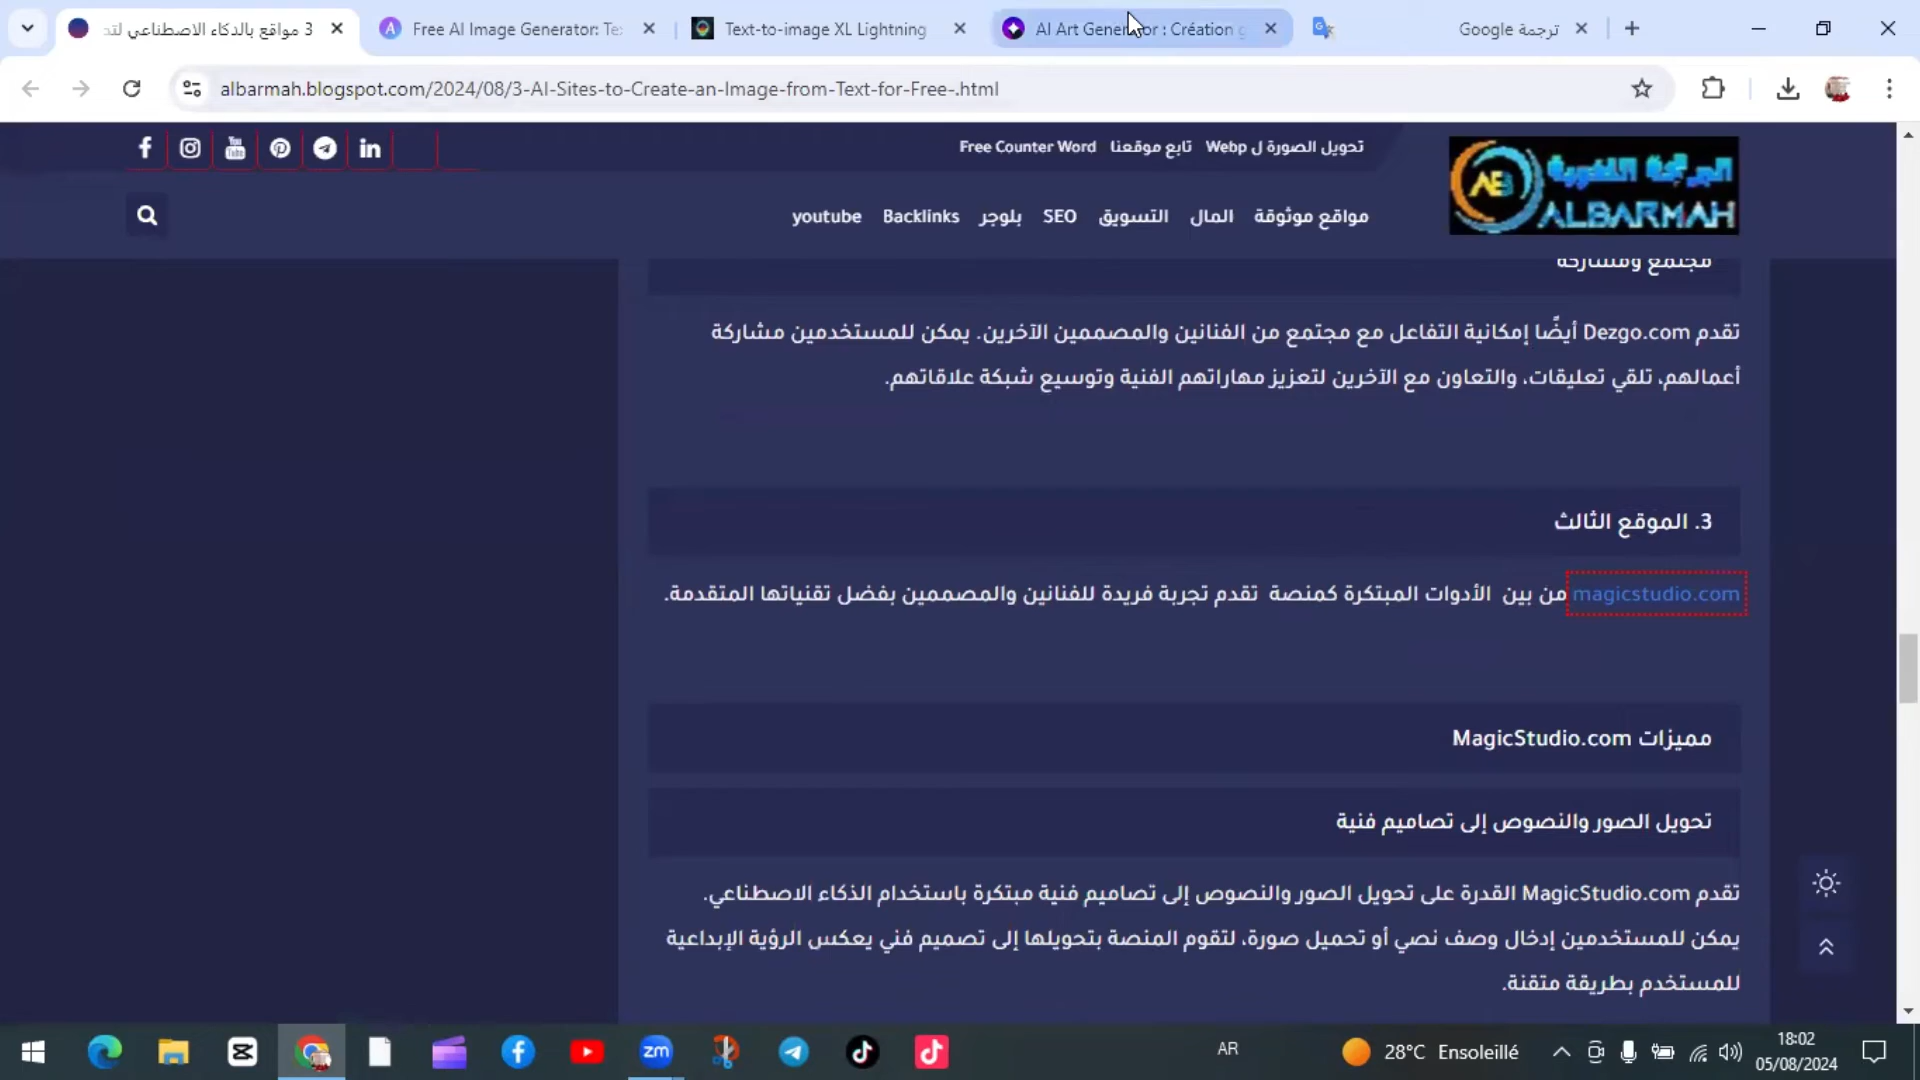 3 مواقع بالدكاء الاصطناعي لتد
Free AI Image Generator: Te
Text-to-image XL Lightning
AI Art Generator : Création g
ترجمة Google
albarmah.blogspot.com/2024/08/3-AI-Sites-to-Create-an-Image-from-Text-for-Free-.html
تحويل الصورة ل Webp تابع موقعنا Free Counter Word
ALBARMAH
مواقع موثوقة المال التسويق SEO بلوجر Backlinks youtube
مجتمع ومشاركة
تقدم Dezgo.com أيضًا إمكانية التفاعل مع مجتمع من الفنانين والمصممين الآخرين. يمكن للمستخدمين مشاركة
أعمالهم، تلقي تعليقات، والتعاون مع الآخرين لتعزيز مهاراتهم الفنية وتوسيع شبكة علاقاتهم.
3. الموقع الثالث
magicstudio.com من بين الأدوات المبتكرة كمنصة تقدم تجربة فريدة للفنانين والمصممين بفضل تقنياتها المتقدمة.
مميزات MagicStudio.com
تحويل الصور والنصوص إلى تصاميم فنية
تقدم MagicStudio.com القدرة على تحويل الصور والنصوص إلى تصاميم فنية مبتكرة باستخدام الذكاء الاصطناعي.
يمكن للمستخدمين إدخال وصف نصي أو تحميل صورة، لتقوم المنصة بتحويلها إلى تصميم فني يعكس الرؤية الإبداعية
للمستخدم بطريقة متقنة.
zm
AR
28°C Ensoleillé
18:02
05/08/2024